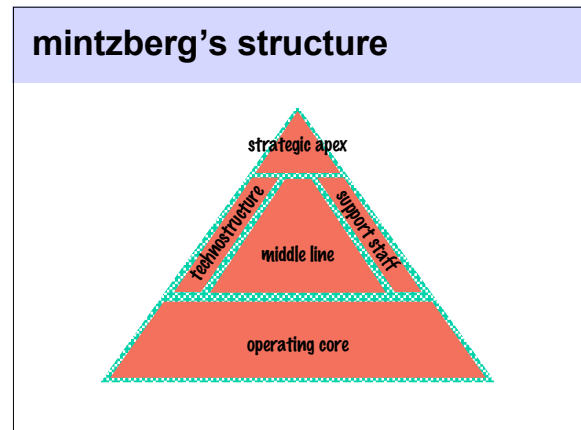 mintzberg's structure
strategic apex
technostructure
support staff
middle line
operating core